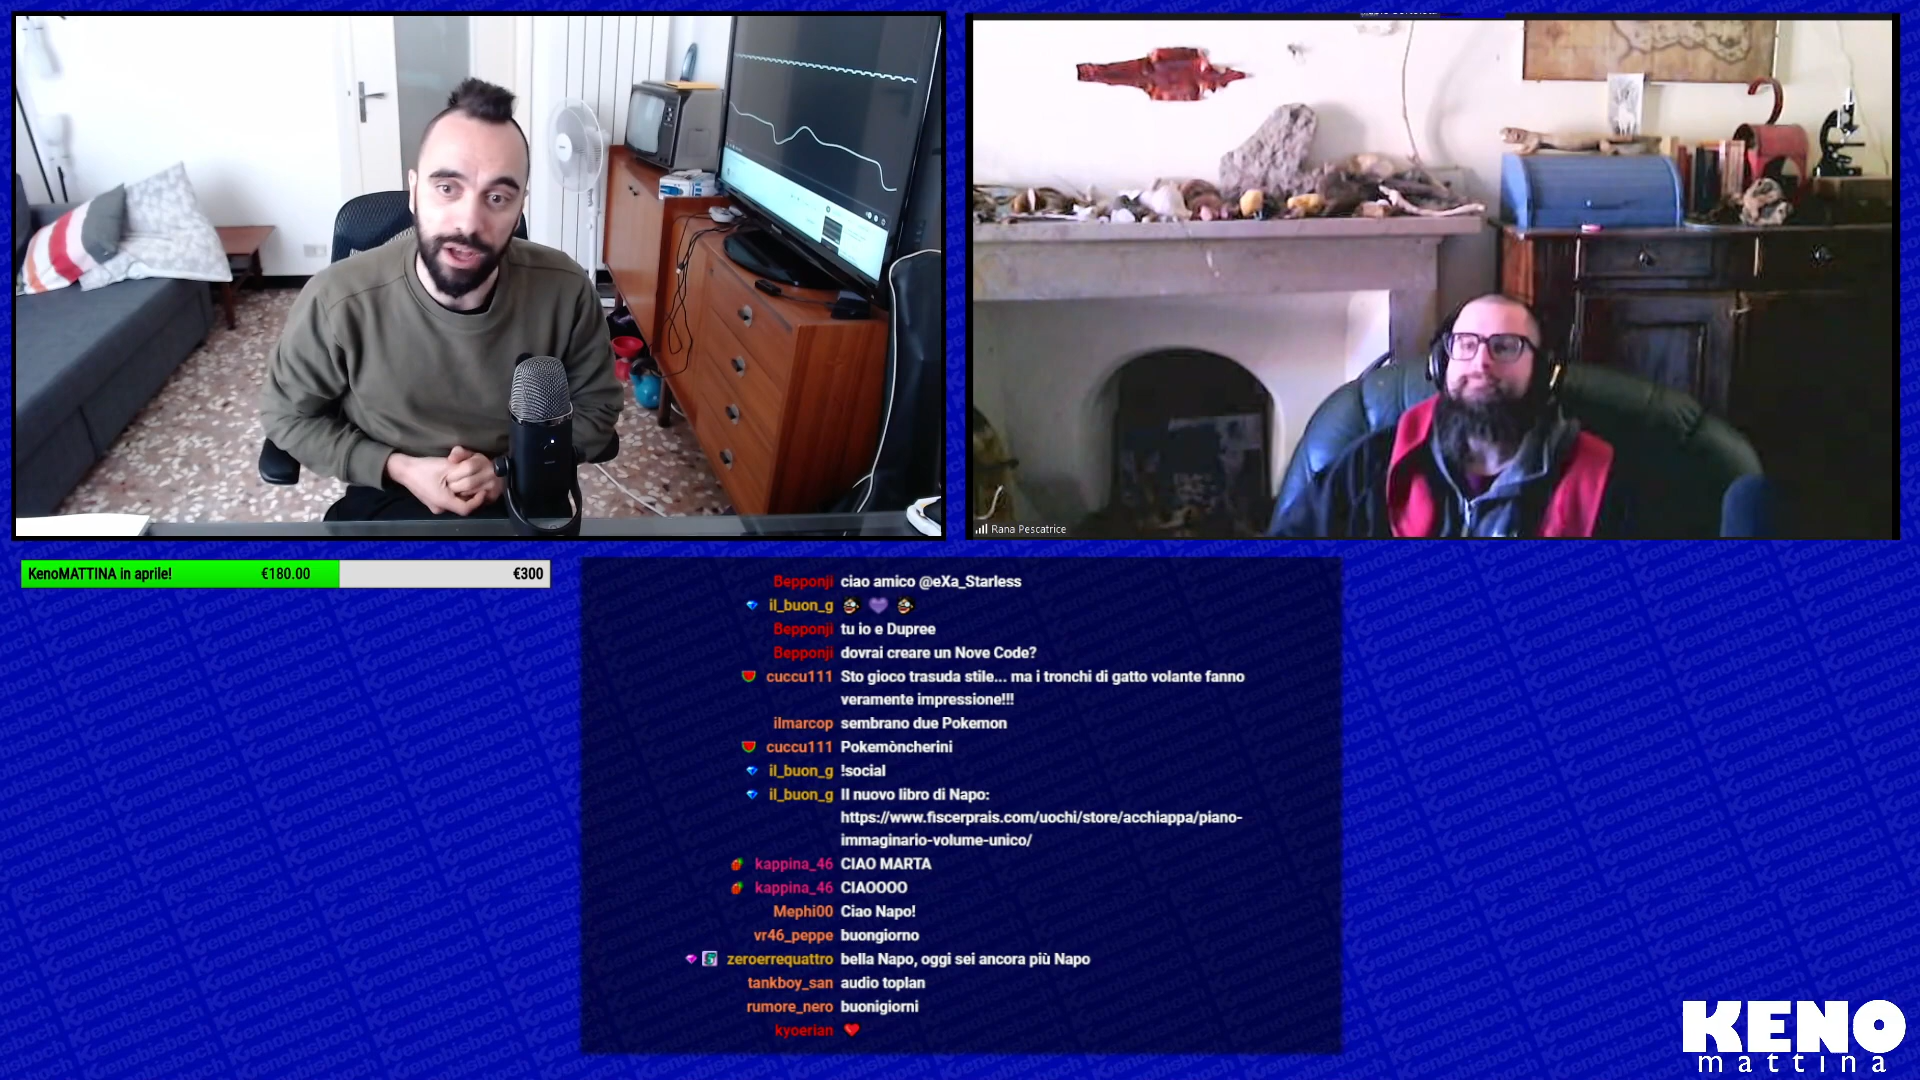 Rana Pescatrice
KenoMATTINA in aprile! €180.00 €300
Bepponji ciao amico @eXa_Starless
il_buon_g
Bepponji tu io e Dupree
Bepponji dovrai creare un Nove Code?
cuccu111 Sto gioco trasuda stile... ma i tronchi di gatto volante fanno
veramente impressione!!!
ilmarcop sembrano due Pokemon
cuccu111 Pokemòncherini
il_buon_g !social
il_buon_g Il nuovo libro di Napo:
https://www.fiscerprais.com/uochi/store/acchiappa/piano-
immaginario-volume-unico/
kappina_46 CIAO MARTA
kappina_46 CIAOOOO
Mephi00 Ciao Napo!
vr46_peppe buongiorno
zeroerrequattro bella Napo, oggi sei ancora più Napo
tankboy_san audio toplan
rumore_nero buonigiorni
kyoerian
KENO
mattina